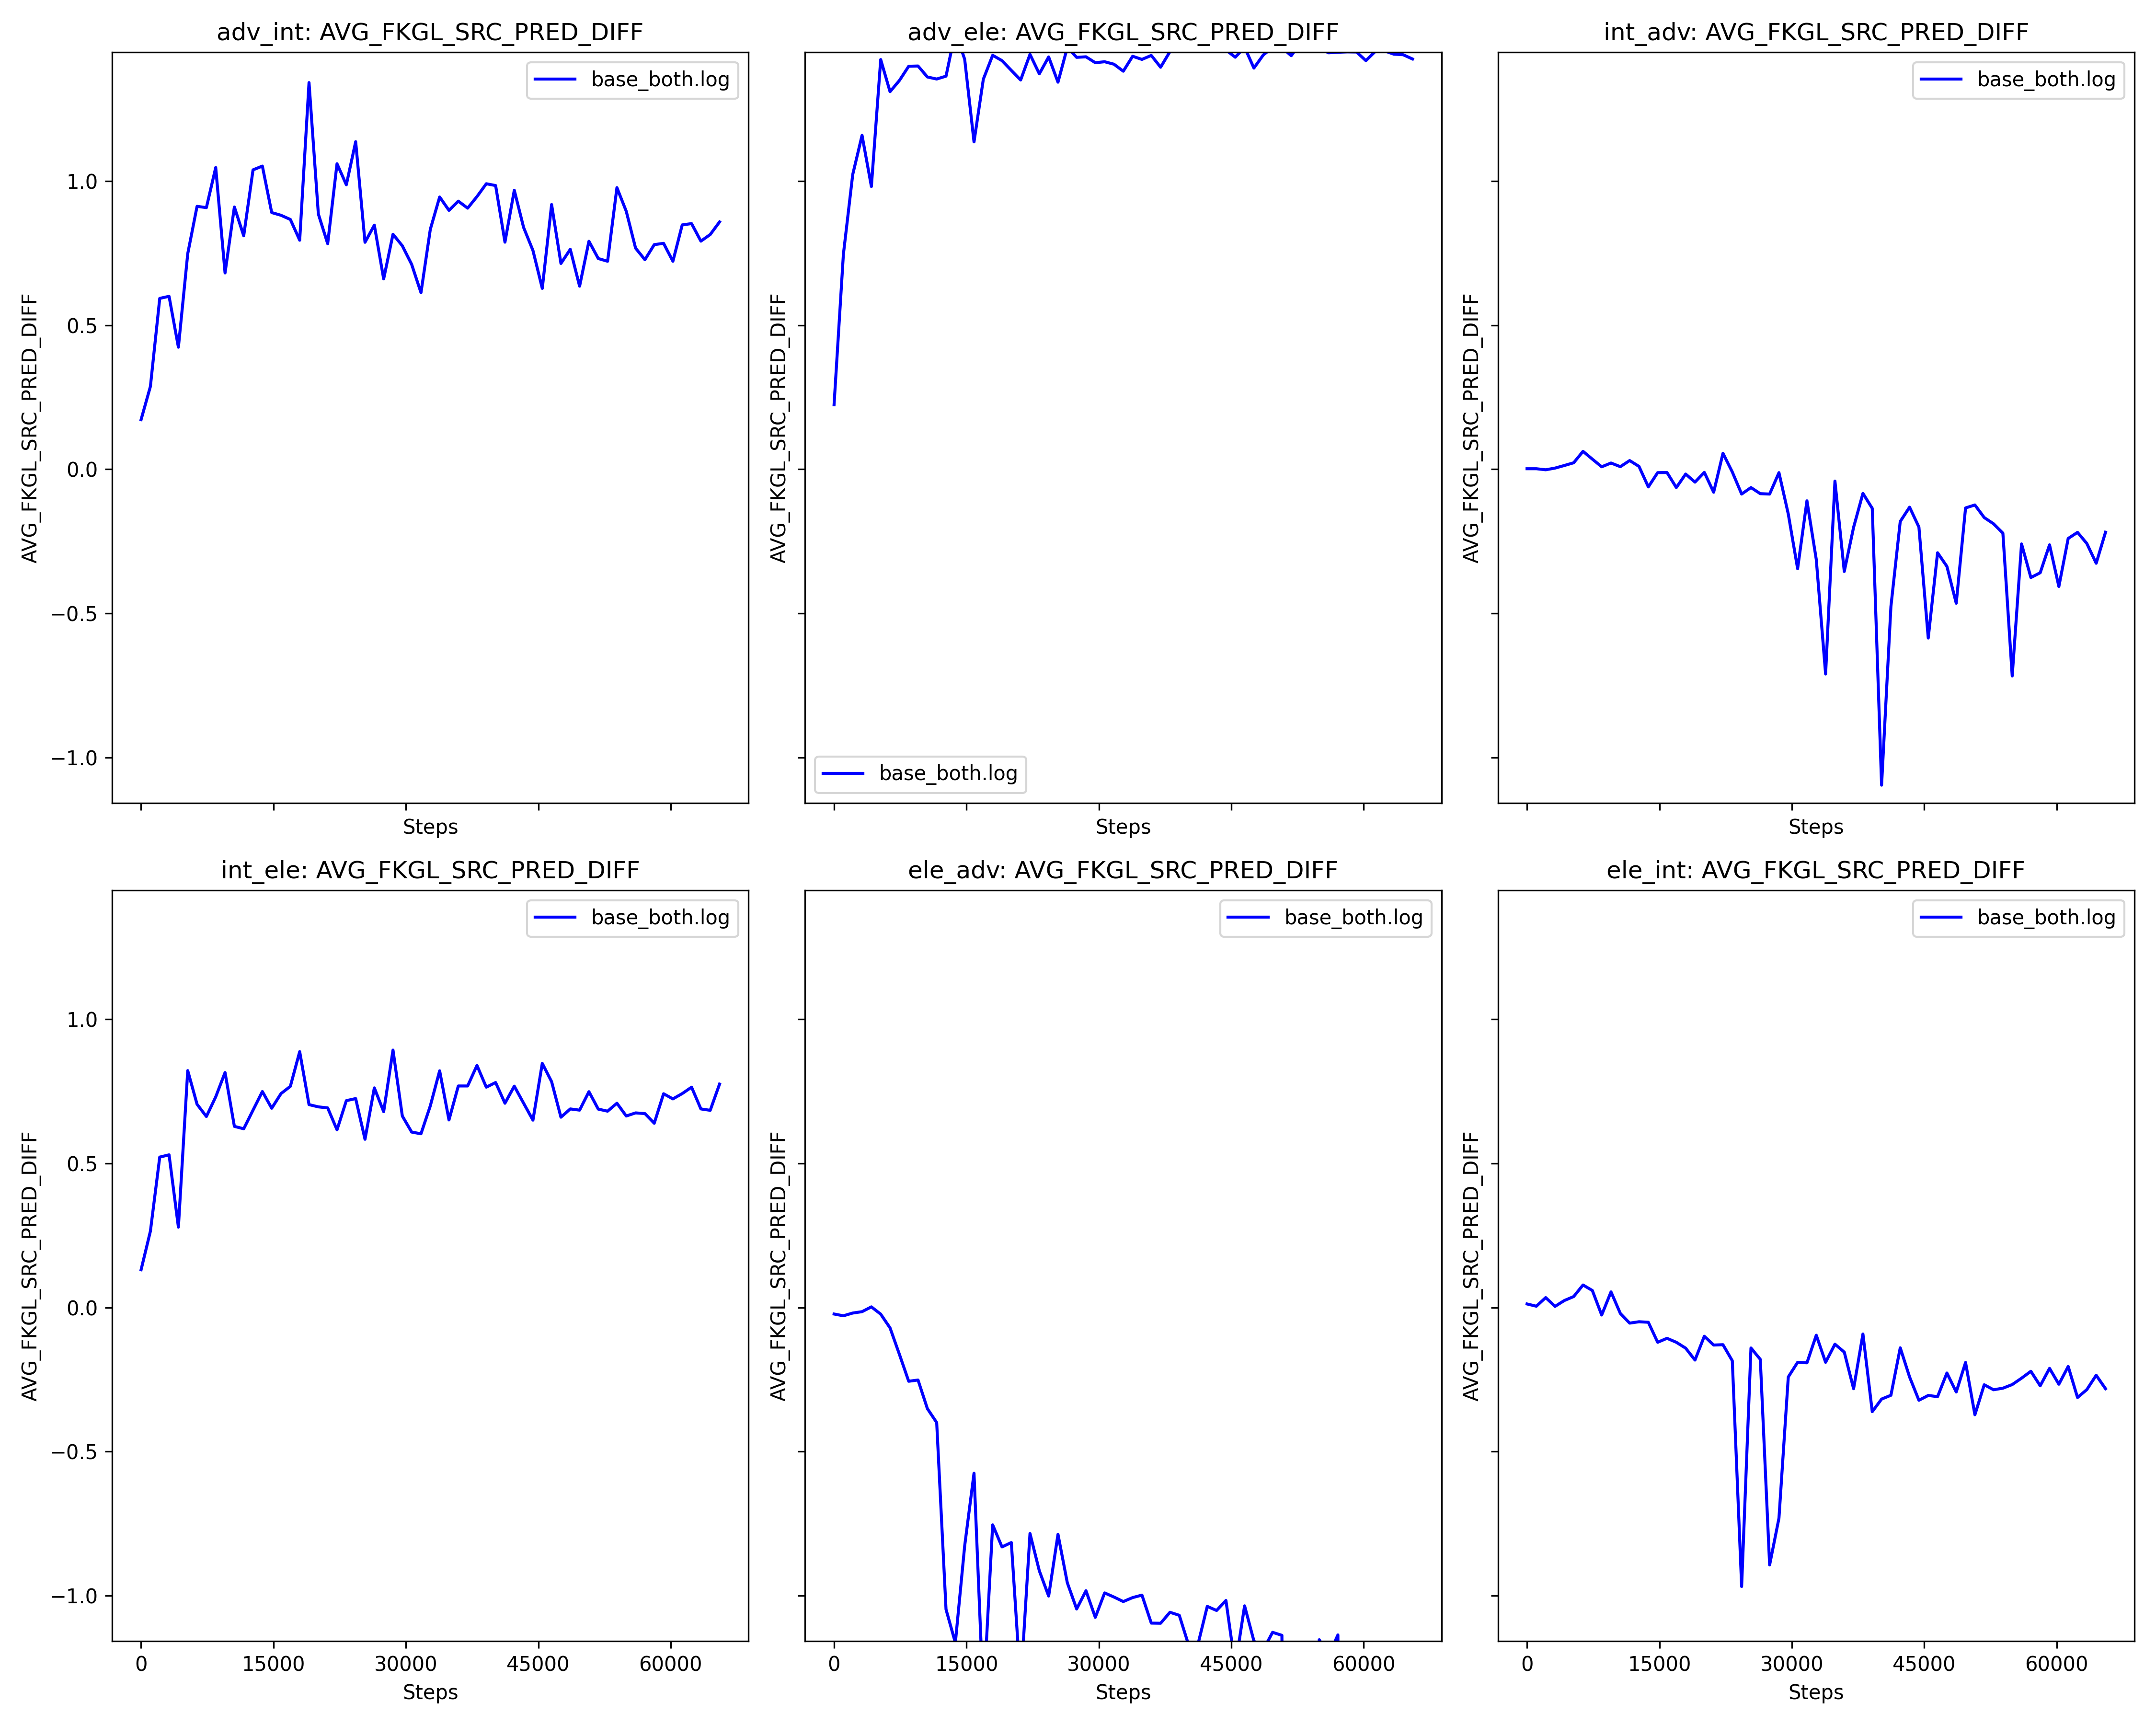 adv_int: AVG_FKGL_SRC_PRED_DIFF
adv_ele: AVG_FKGL_SRC_PRED_DIFF
int_adv: AVG_FKGL_SRC_PRED_DIFF
AVG_FKGL_SRC_PRED_DIFF
1.0
0.5
0.0
−0.5
−1.0
base_both.log
Steps
AVG_FKGL_SRC_PRED_DIFF
base_both.log
Steps
AVG_FKGL_SRC_PRED_DIFF
base_both.log
Steps
int_ele: AVG_FKGL_SRC_PRED_DIFF
ele_adv: AVG_FKGL_SRC_PRED_DIFF
ele_int: AVG_FKGL_SRC_PRED_DIFF
AVG_FKGL_SRC_PRED_DIFF
1.0
0.5
0.0
−0.5
−1.0
base_both.log
0 15000 30000 45000 60000
Steps
AVG_FKGL_SRC_PRED_DIFF
base_both.log
0 15000 30000 45000 60000
Steps
AVG_FKGL_SRC_PRED_DIFF
base_both.log
0 15000 30000 45000 60000
Steps